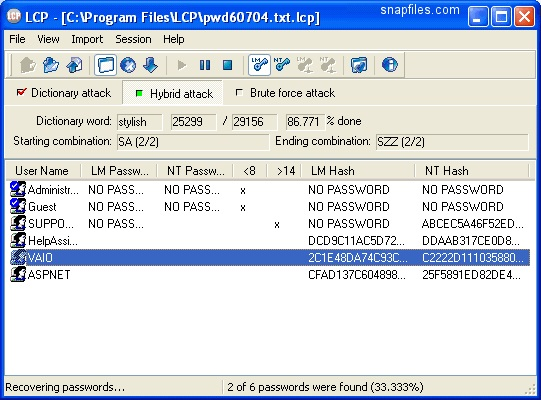 snapfiles.com
LCP - [C:\Program Files\LCP\pwd60704.txt.lcp]
File View Import Session Help
LM NT LM NT
Dictionary attack Hybrid attack Brute force attack
Dictionary word: stylish 25299 / 29156 86.771 % done
Starting combination: SA (2/2) Ending combination: SZZ (2/2)
User Name LM Passw... NT Passw... <8 >14 LM Hash NT Hash
Administr... NO PASS... NO PASS... x NO PASSWORD NO PASSWORD
Guest NO PASS... NO PASS... x NO PASSWORD NO PASSWORD
SUPPO... NO PASS... x NO PASSWORD ABCEC5A46F52ED...
HelpAssi... DCD9C11AC5D72... DDAAB317CE0D8...
VAIO 2C1E48DA74C93C... C2222D111035880...
ASPNET CFAD137C604898... 25F5891ED82DE4...
Recovering passwords... 2 of 6 passwords were found (33.333%)